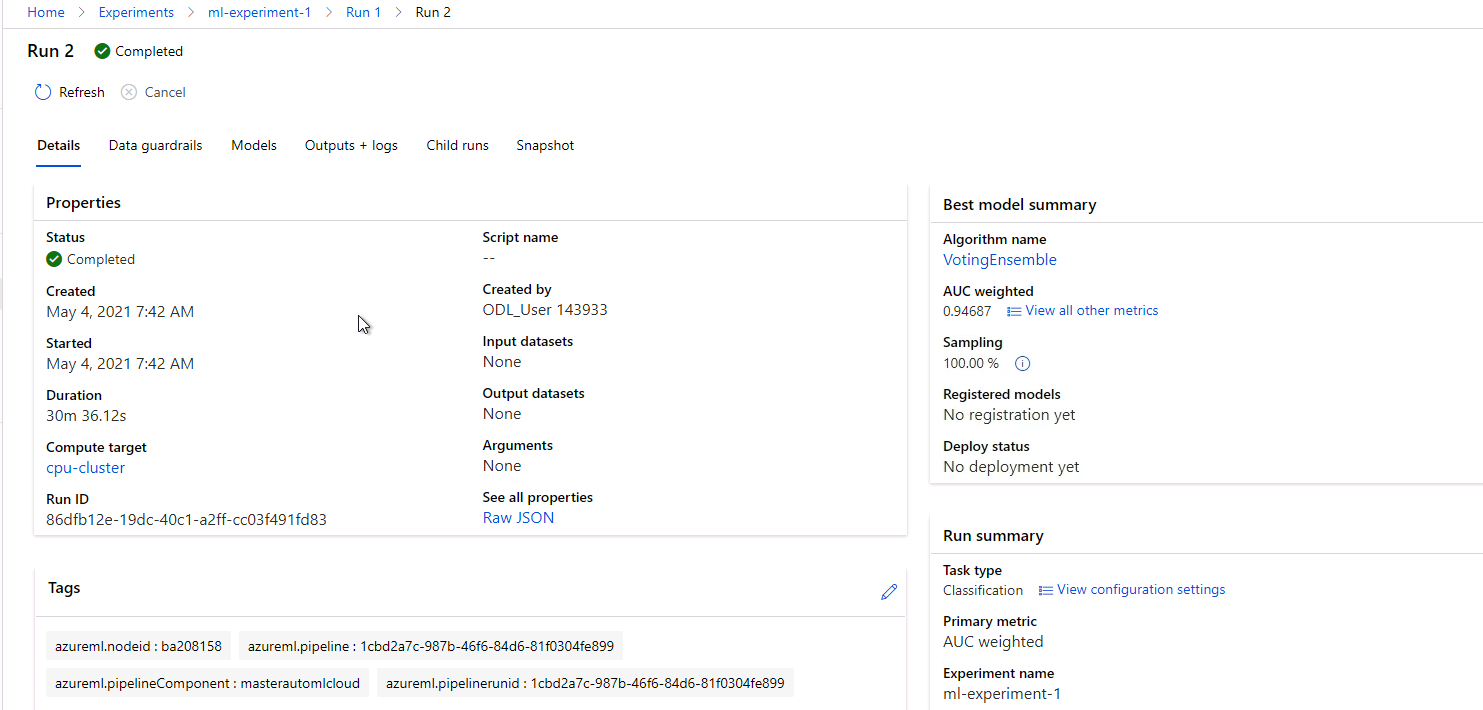 Home > Experiments > ml-experiment-1 > Run 1 > Run 2
Run 2 Completed
Refresh Cancel
Details Data guardrails Models Outputs + logs Child runs Snapshot
Properties
Status
Completed
Created
May 4, 2021 7:42 AM
Started
May 4, 2021 7:42 AM
Duration
30m 36.12s
Compute target
cpu-cluster
Run ID
86dfb12e-19dc-40c1-a2ff-cc03f491fd83
Script name
--
Created by
ODL_User 143933
Input datasets
None
Output datasets
None
Arguments
None
See all properties
Raw JSON
Tags
azureml.nodeid : ba208158 azureml.pipeline : 1cbd2a7c-987b-46f6-84d6-81f0304fe899
azureml.pipelineComponent : masterautomlcloud azureml.pipelinerunid : 1cbd2a7c-987b-46f6-84d6-81f0304fe899
Best model summary
Algorithm name
VotingEnsemble
AUC weighted
0.94687 View all other metrics
Sampling
100.00 %
Registered models
No registration yet
Deploy status
No deployment yet
Run summary
Task type
Classification View configuration settings
Primary metric
AUC weighted
Experiment name
ml-experiment-1